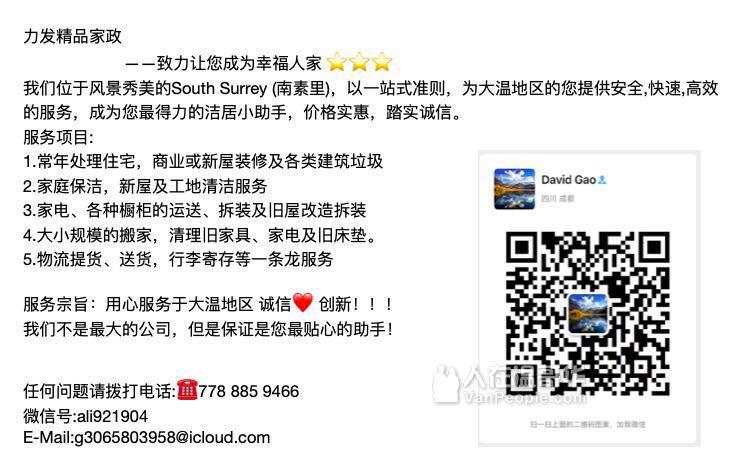 力发精品家政
——致力让您成为幸福人家 ⭐⭐⭐
我们位于风景秀美的South Surrey (南素里)，以一站式准则，为大温地区的您提供安全,快速,高效
的服务，成为您最得力的洁居小助手，价格实惠，踏实诚信。
服务项目:
1.常年处理住宅，商业或新屋装修及各类建筑垃圾
2.家庭保洁，新屋及工地清洁服务
3.家电、各种橱柜的运送、拆装及旧屋改造拆装
4.大小规模的搬家，清理旧家具、家电及旧床垫。
5.物流提货、送货，行李寄存等一条龙服务
服务宗旨：用心服务于大温地区 诚信❤️ 创新！！！
我们不是最大的公司，但是保证是您最贴心的助手！
任何问题请拨打电话:☎️778 885 9466
微信号:ali921904
E-Mail:g3065803958@icloud.com
David Gao
四川 成都
人在温哥华
VanPeople.com
扫一扫上面的二维码图案，加我微信